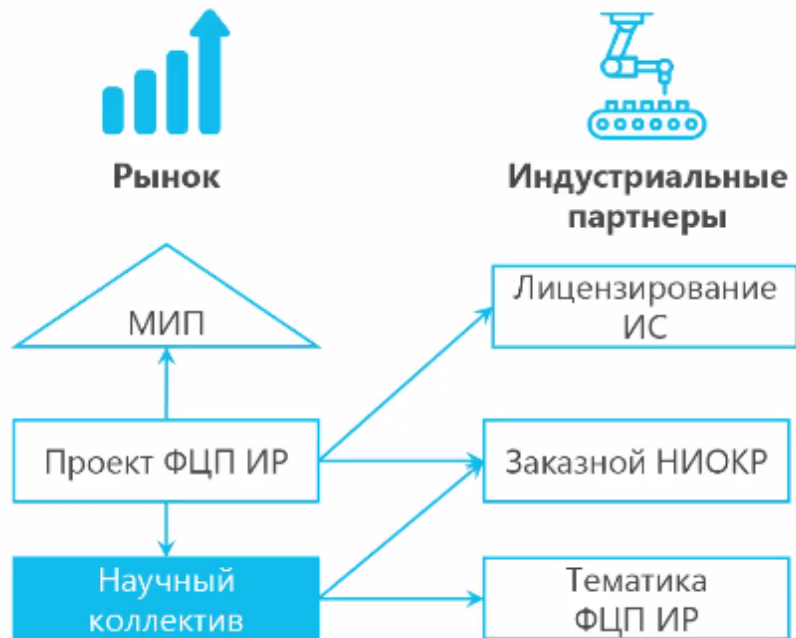 Рынок
Индустриальные
партнеры
МИП
Лицензирование
ИС
Проект ФЦП ИР
Заказной НИОКР
Научный
коллектив
Тематика
ФЦП ИР